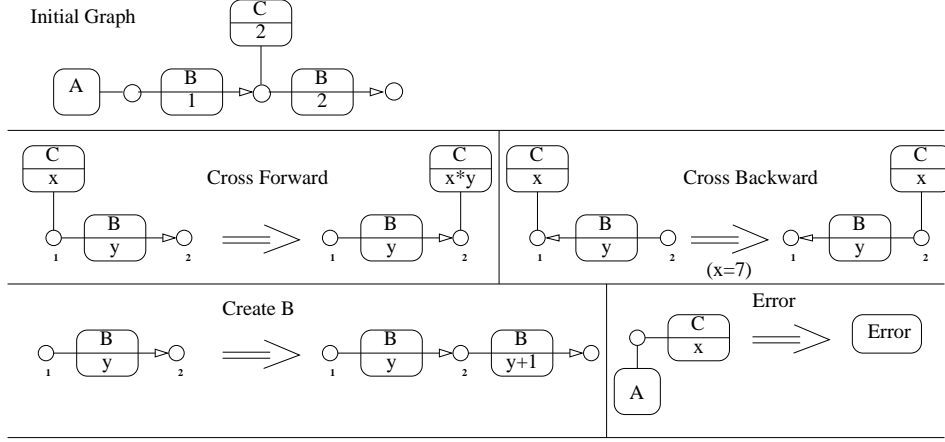 Initial Graph
C
2
A
B
1
B
2
C
x
Cross Forward
C
x*y
B
y
1
2
B
y
1
2
C
x
Cross Backward
C
x
B
y
1
2
(x=7)
B
y
1
2
Create B
B
y
1
2
B
y
1
2
B
y+1
Error
C
x
A
Error